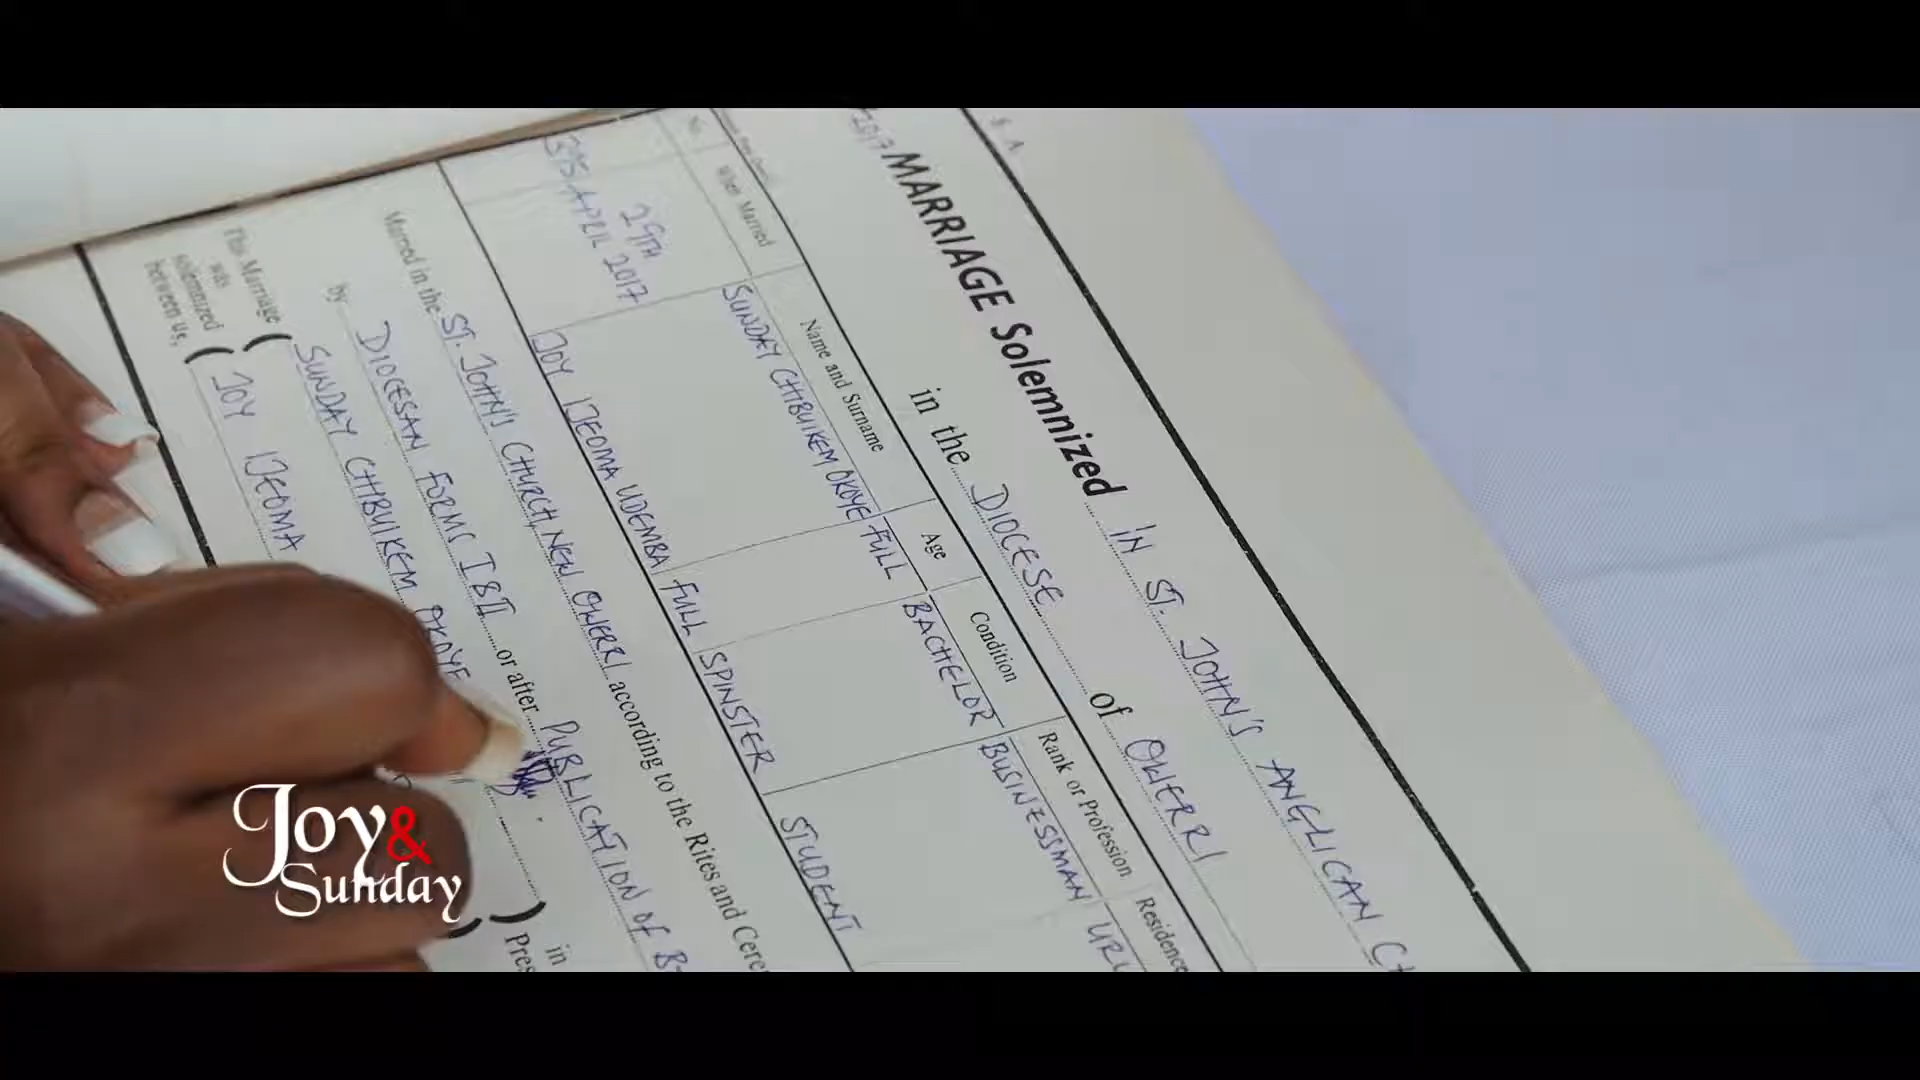 MARRIAGE Solemnized IN ST. JOHN'S ANGLICAN
in the DIOCESE of OWERRI
2017
No. When Married Name and Surname Age Condition Rank or Profession Residence
29TH
APRIL 2017
SUNDAY CHIBUIKEM OKOYE FULL BACHELOR BUSINESSMAN
JOY IJEOMA UDEMBA FULL SPINSTER STUDENT
Married in the ST. JOHN'S CHURCH, NEW OWERRI according to the Rites and
by DIOCESAN FORMS I & II or after PUBLICATION OF
This Marriage ( SUNDAY CHIBUIKEM OKOYE ) in
was
solemnized
between us, ( JOY IJEOMA
Joy &
Sunday